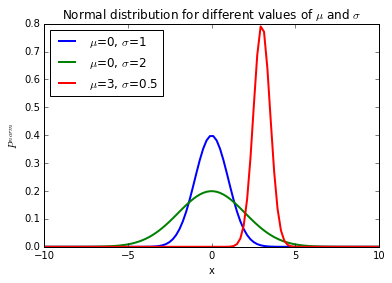 Normal distribution for different values of μ and σ
μ=0, σ=1
μ=0, σ=2
μ=3, σ=0.5
0.8
0.7
0.6
0.5
0.4
0.3
0.2
0.1
0.0
P^norm
−10
−5
0
5
10
x